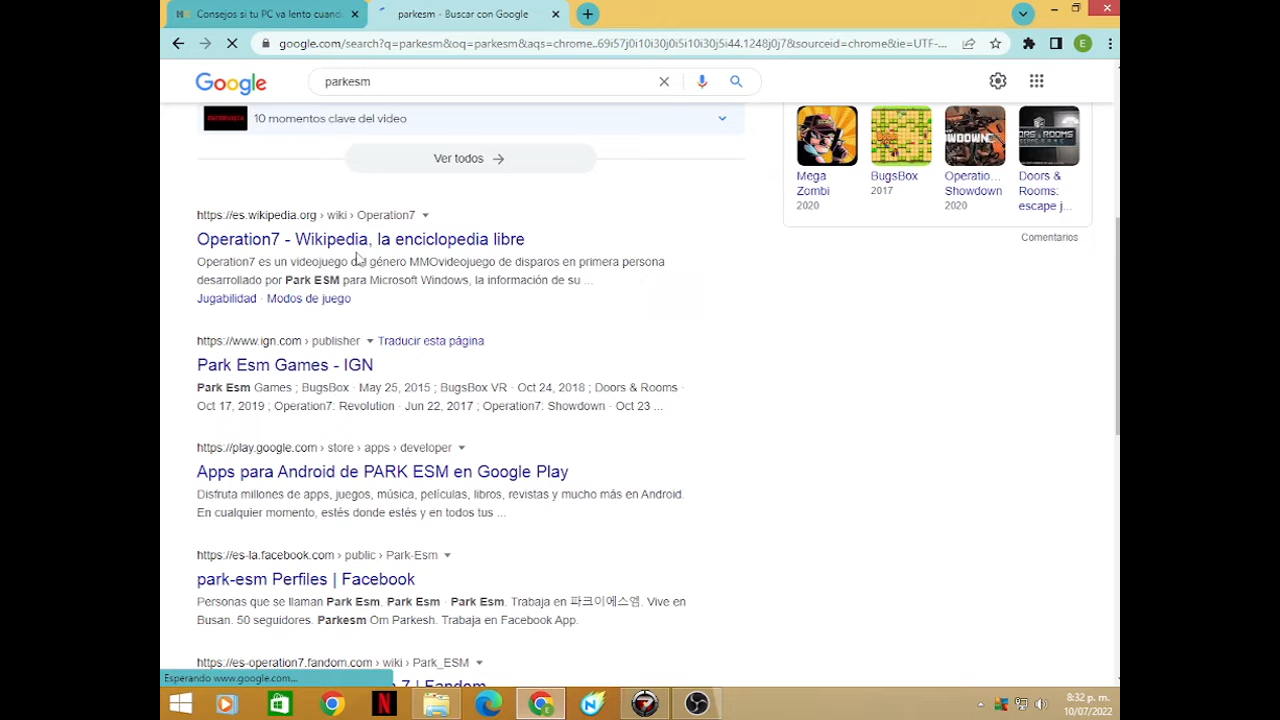 Consejos si tu PC va lento cuand
parkesm - Buscar con Google
google.com/search?q=parkesm&oq=parkesm&aqs=chrome..69i57j0i10i30j0i5i10i30j5i44.1248j0j7&sourceid=chrome&ie=UTF-...
E
Google
parkesm
ENTREVISTA
10 momentos clave del video
Ver todos
https://es.wikipedia.org › wiki › Operation7
Operation7 - Wikipedia, la enciclopedia libre
Operation7 es un videojuego del género MMOvideojuego de disparos en primera persona
desarrollado por Park ESM para Microsoft Windows, la información de su ...
Jugabilidad · Modos de juego
https://www.ign.com › publisher Traducir esta página
Park Esm Games - IGN
Park Esm Games ; BugsBox · May 25, 2015 ; BugsBox VR · Oct 24, 2018 ; Doors & Rooms ·
Oct 17, 2019 ; Operation7: Revolution · Jun 22, 2017 ; Operation7: Showdown · Oct 23 ...
https://play.google.com › store › apps › developer
Apps para Android de PARK ESM en Google Play
Disfruta millones de apps, juegos, música, películas, libros, revistas y mucho más en Android.
En cualquier momento, estés donde estés y en todos tus ...
https://es-la.facebook.com › public › Park-Esm
park-esm Perfiles | Facebook
Personas que se llaman Park Esm. Park Esm · Park Esm. Trabaja en 파크이에스엠. Vive en
Busan. 50 seguidores. Parkesm Om Parkesh. Trabaja en Facebook App.
https://es-operation7.fandom.com › wiki › Park_ESM
7 | Fandom
DOWDOWN
ORS & ROOMS
Mega
Zombi
2020
BugsBox
2017
Operatio...
Showdown
2020
Doors &
Rooms:
escape j...
Comentarios
Esperando www.google.com...
8:32 p. m.
10/07/2022